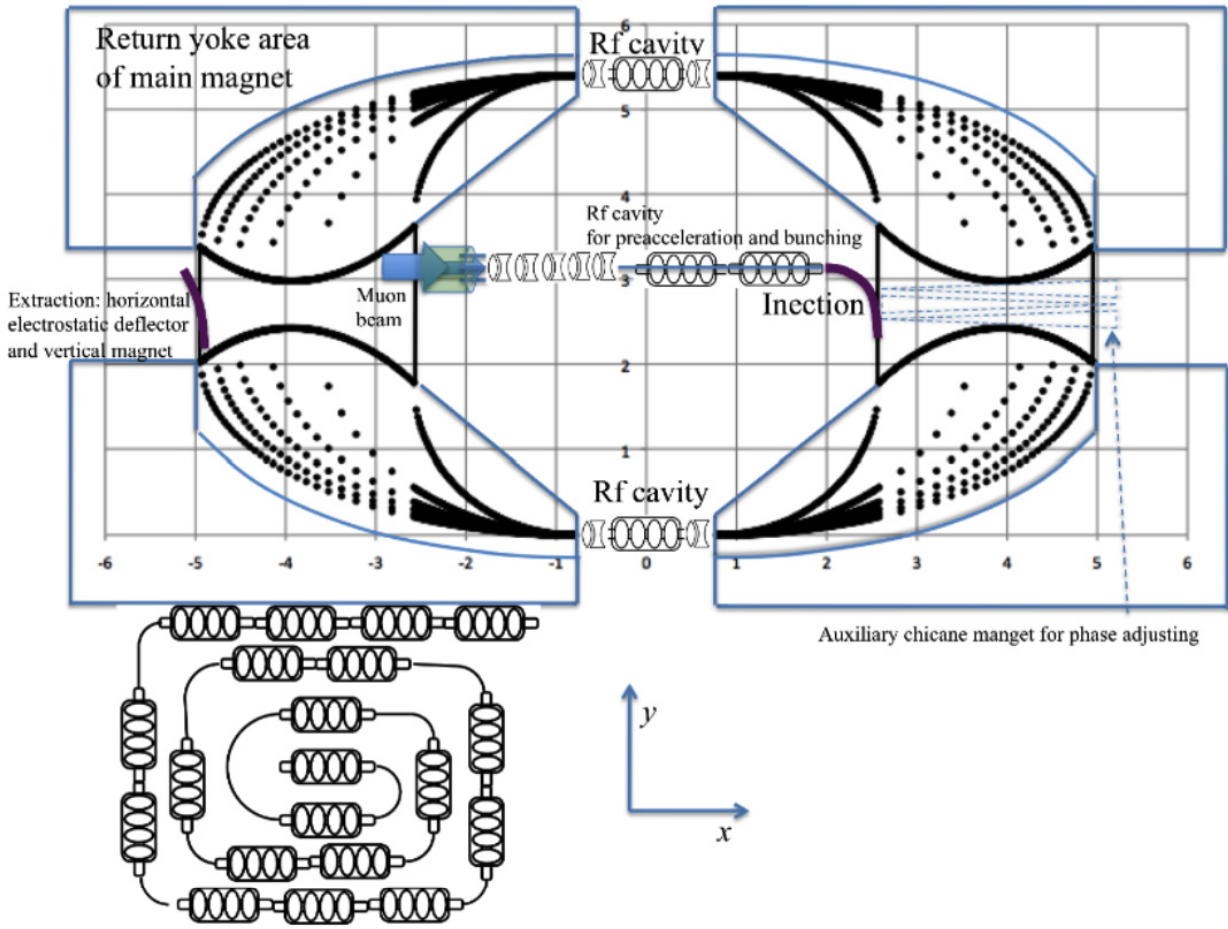 Return yoke area
of main magnet
Rf cavity
6
5
4
Rf cavity
for preacceleration and bunching
3
Inection
Muon
beam
Extraction: horizontal
electrostatic deflector
and vertical magnet
2
1
Rf cavity
-6 -5 -4 -3 -2 -1 0 1 2 3 4 5 6
Auxiliary chicane manget for phase adjusting
y
x